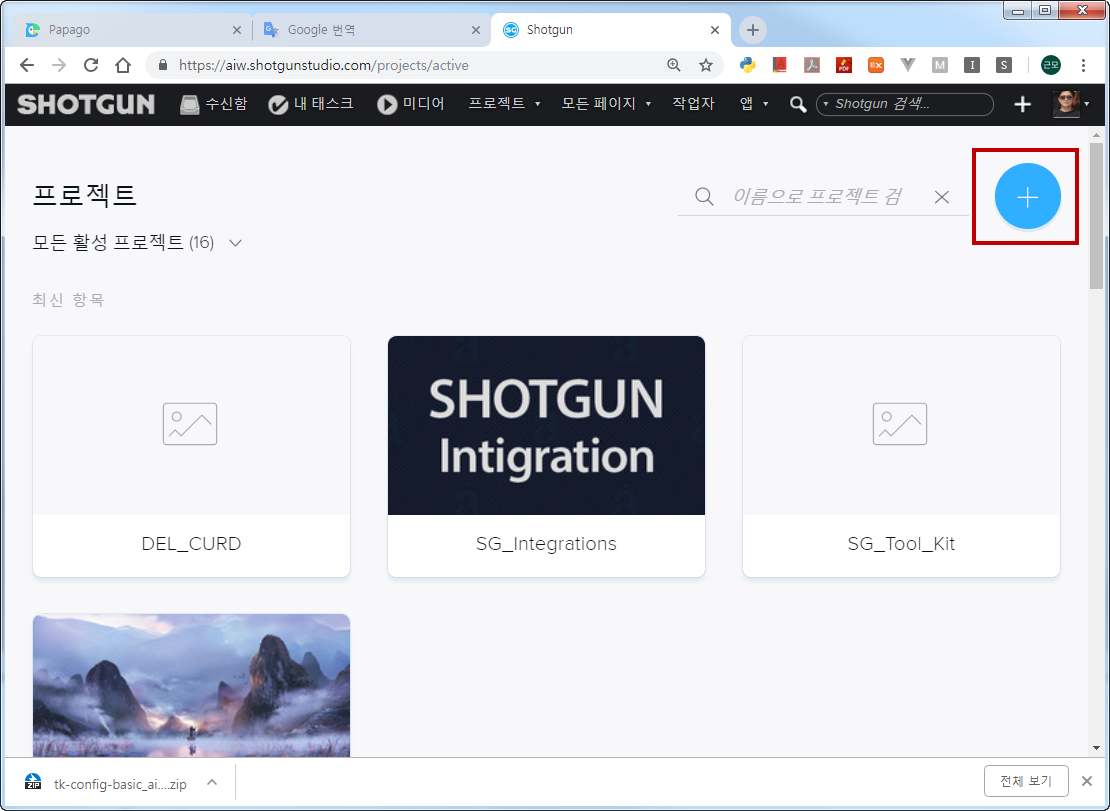 Papago
Google 번역
Shotgun
https://aiw.shotgunstudio.com/projects/active
PDF
M
I
S
근모
SHOTGUN
수신함
내 태스크
미디어
프로젝트
모든 페이지
작업자
앱
Shotgun 검색...
프로젝트
이름으로 프로젝트 검
모든 활성 프로젝트 (16)
최신 항목
SHOTGUN
Intigration
DEL_CURD
SG_Integrations
SG_Tool_Kit
ZIP
tk-config-basic_ai....zip
전체 보기